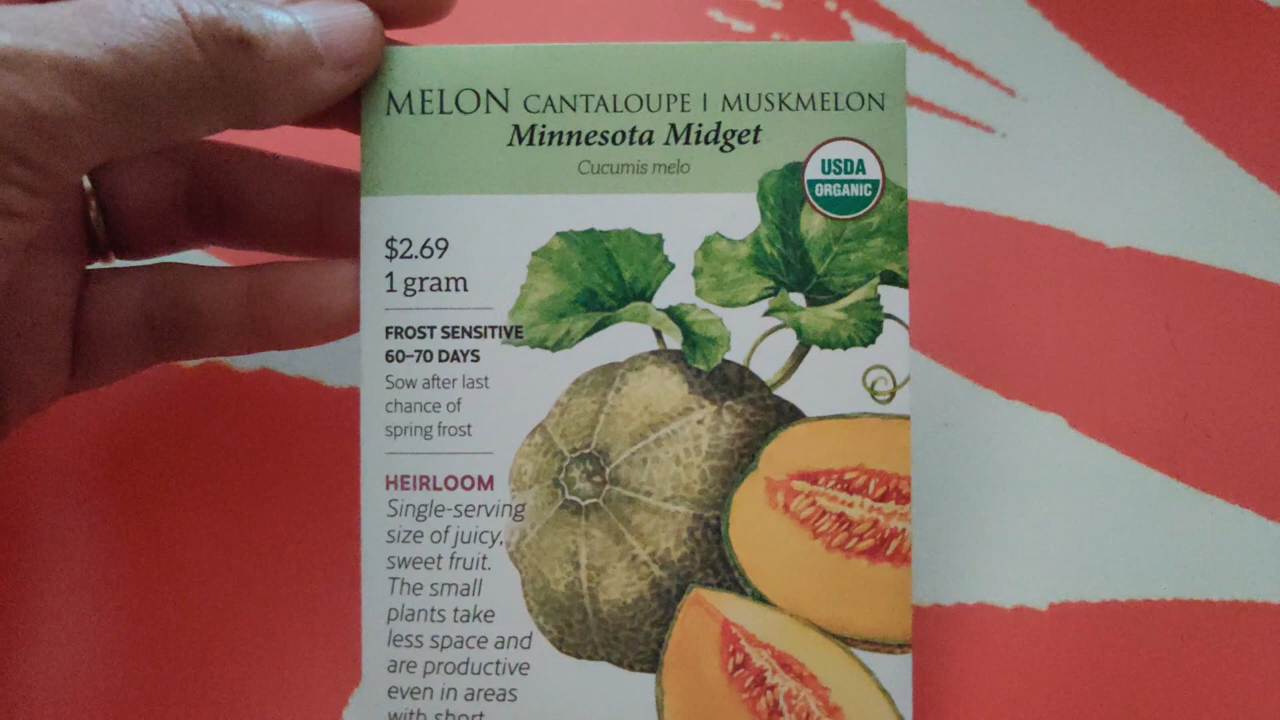 MELON CANTALOUPE | MUSKMELON
Minnesota Midget
Cucumis melo
USDA
ORGANIC
$2.69
1 gram
FROST SENSITIVE
60–70 DAYS
Sow after last
chance of
spring frost
HEIRLOOM
Single-serving
size of juicy,
sweet fruit.
The small
plants take
less space and
are productive
even in areas
with short